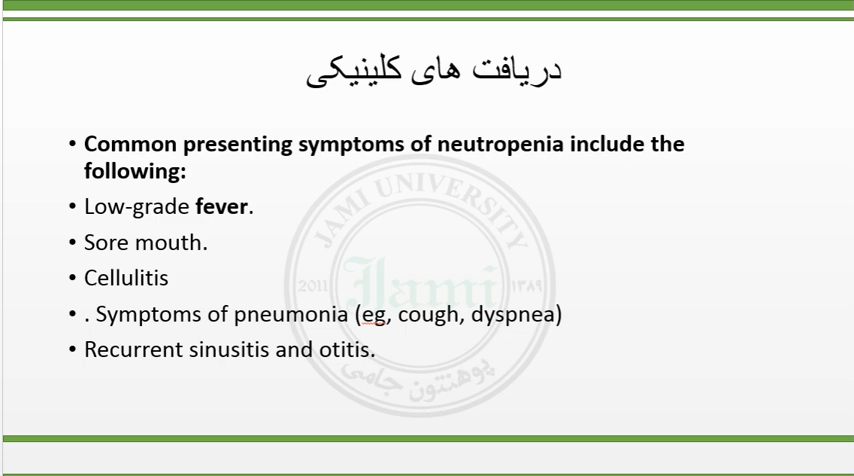 دریافت های کلینیکی
• Common presenting symptoms of neutropenia include the
following:
• Low-grade fever.
• Sore mouth.
• Cellulitis
• . Symptoms of pneumonia (eg, cough, dyspnea)
• Recurrent sinusitis and otitis.
JAMI UNIVERSITY
2011 Jami ۱۳۸۹
پوهنتون جامی